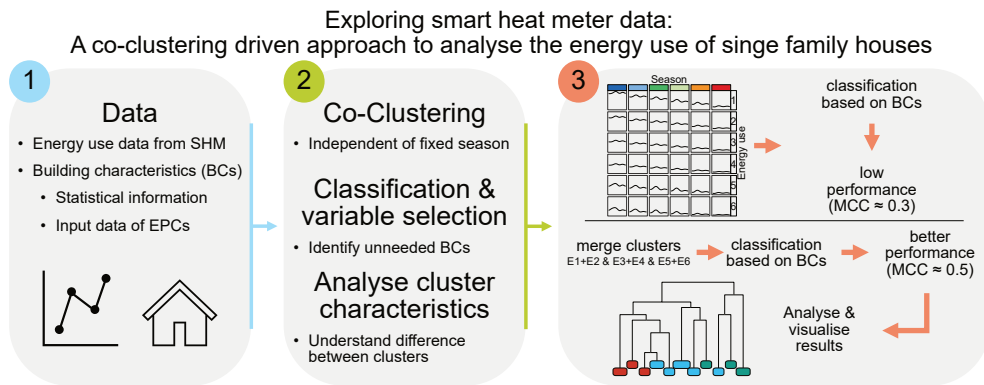 Exploring smart heat meter data:
A co-clustering driven approach to analyse the energy use of singe family houses
1
Data
• Energy use data from SHM
• Building characteristics (BCs)
• Statistical information
• Input data of EPCs
2
Co-Clustering
• Independent of fixed season
Classification &
variable selection
• Identify unneeded BCs
Analyse cluster
characteristics
• Understand difference
between clusters
3
Season
1
2
3
4
5
6
Energy use
classification
based on BCs
low
performance
(MCC ≈ 0.3)
merge clusters
E1+E2 & E3+E4 & E5+E6
classification
based on BCs
better
performance
(MCC ≈ 0.5)
Analyse &
visualise
results